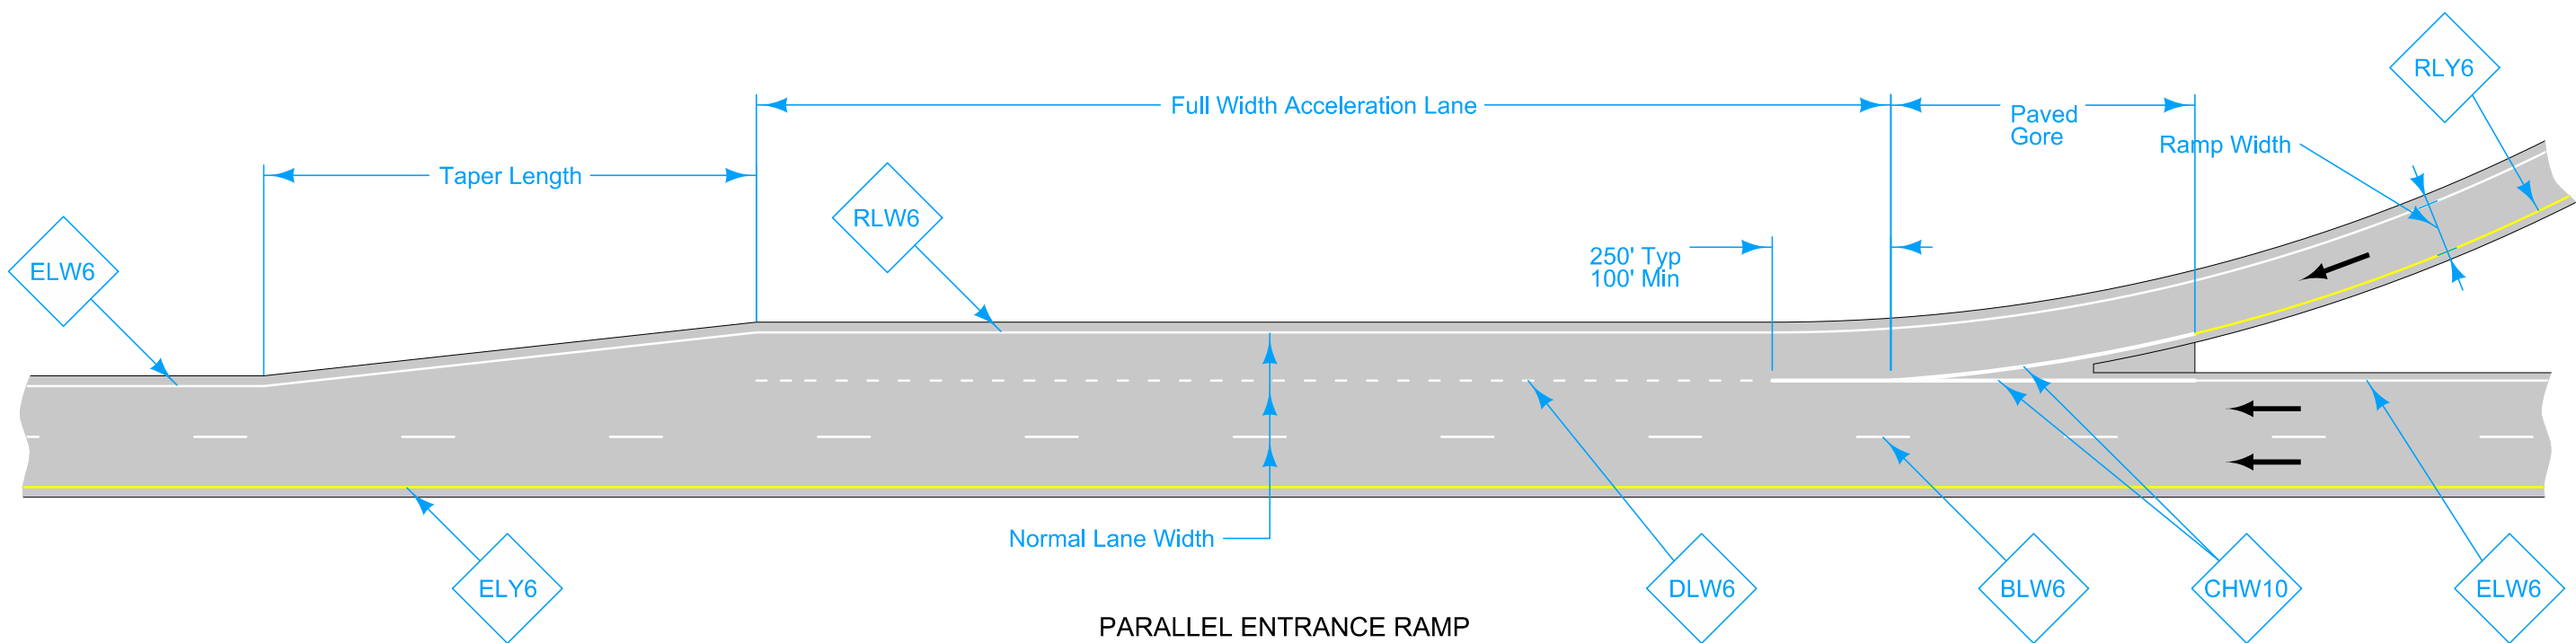 RLY6
Full Width Acceleration Lane
Paved
Gore
Ramp Width
Taper Length
RLW6
250' Typ
100' Min
ELW6
Normal Lane Width
ELY6
DLW6
BLW6
CHW10
ELW6
PARALLEL ENTRANCE RAMP